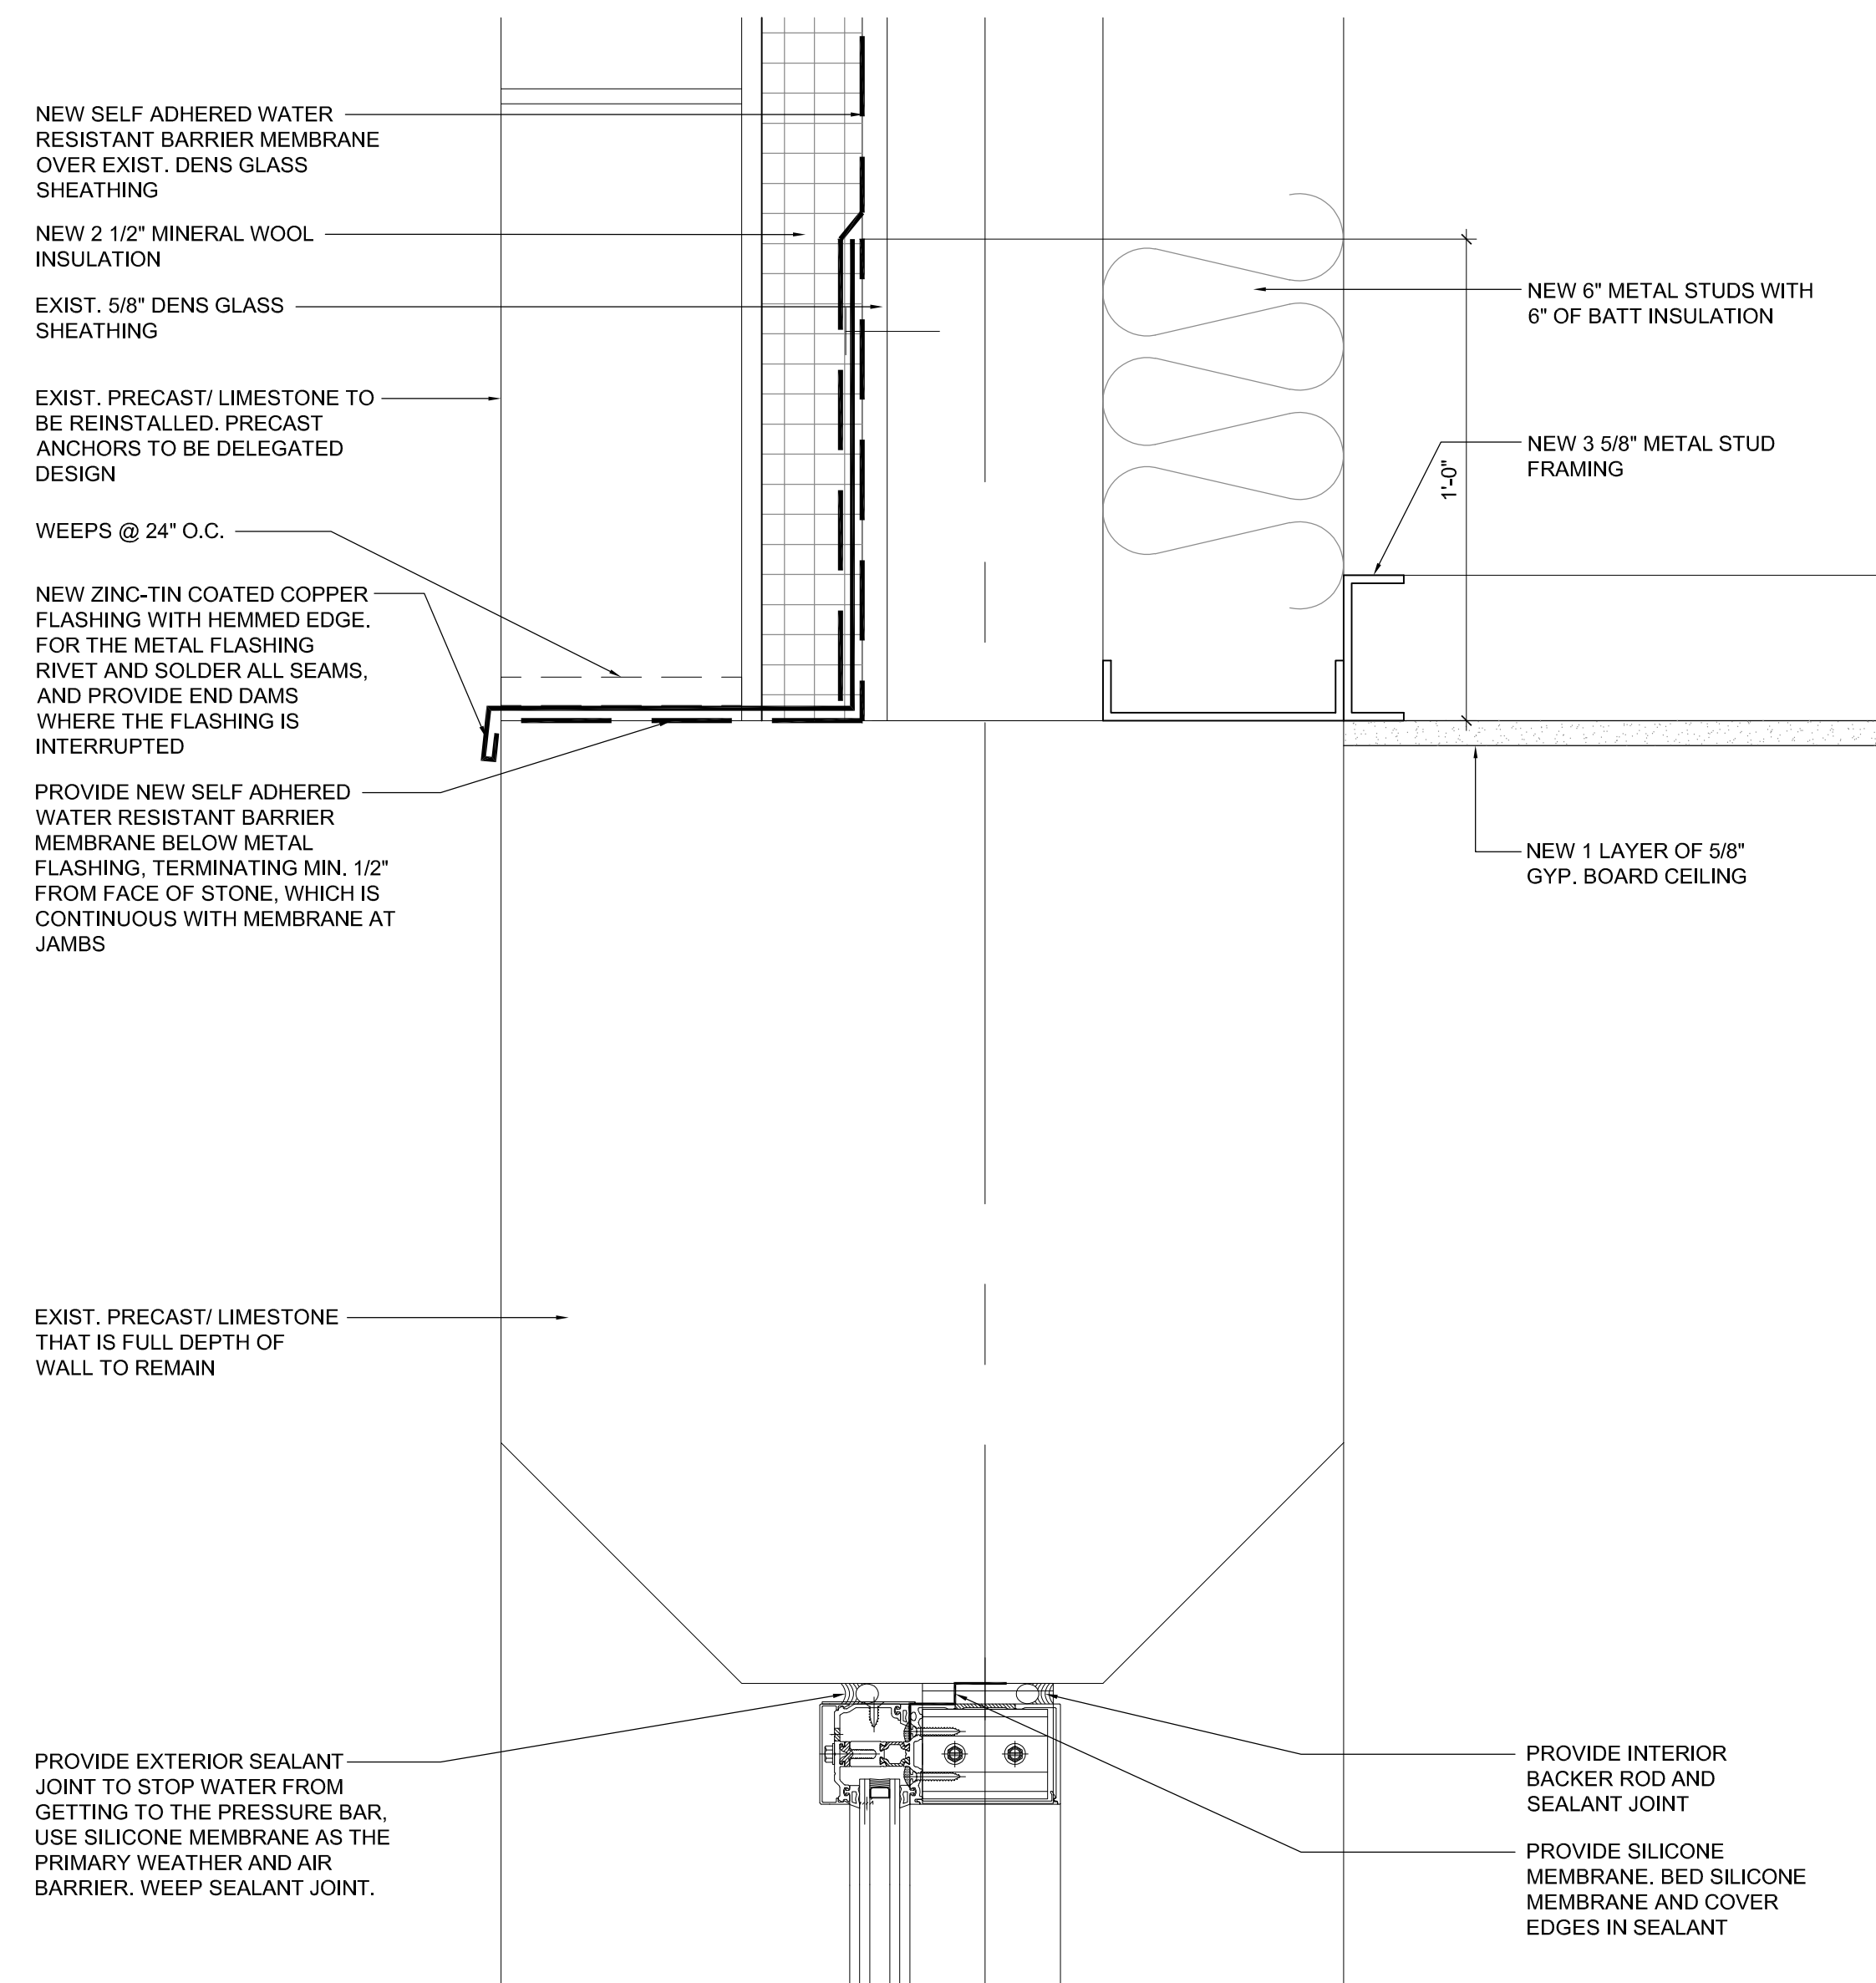 NEW SELF ADHERED WATER
RESISTANT BARRIER MEMBRANE
OVER EXIST. DENS GLASS
SHEATHING
NEW 2 1/2" MINERAL WOOL
INSULATION
EXIST. 5/8" DENS GLASS
SHEATHING
EXIST. PRECAST/ LIMESTONE TO
BE REINSTALLED. PRECAST
ANCHORS TO BE DELEGATED
DESIGN
WEEPS @ 24" O.C.
NEW ZINC-TIN COATED COPPER
FLASHING WITH HEMMED EDGE.
FOR THE METAL FLASHING
RIVET AND SOLDER ALL SEAMS,
AND PROVIDE END DAMS
WHERE THE FLASHING IS
INTERRUPTED
PROVIDE NEW SELF ADHERED
WATER RESISTANT BARRIER
MEMBRANE BELOW METAL
FLASHING, TERMINATING MIN. 1/2"
FROM FACE OF STONE, WHICH IS
CONTINUOUS WITH MEMBRANE AT
JAMBS
EXIST. PRECAST/ LIMESTONE
THAT IS FULL DEPTH OF
WALL TO REMAIN
PROVIDE EXTERIOR SEALANT
JOINT TO STOP WATER FROM
GETTING TO THE PRESSURE BAR,
USE SILICONE MEMBRANE AS THE
PRIMARY WEATHER AND AIR
BARRIER. WEEP SEALANT JOINT.
NEW 6" METAL STUDS WITH
6" OF BATT INSULATION
NEW 3 5/8" METAL STUD
FRAMING
1'-0"
NEW 1 LAYER OF 5/8"
GYP. BOARD CEILING
PROVIDE INTERIOR
BACKER ROD AND
SEALANT JOINT
PROVIDE SILICONE
MEMBRANE. BED SILICONE
MEMBRANE AND COVER
EDGES IN SEALANT